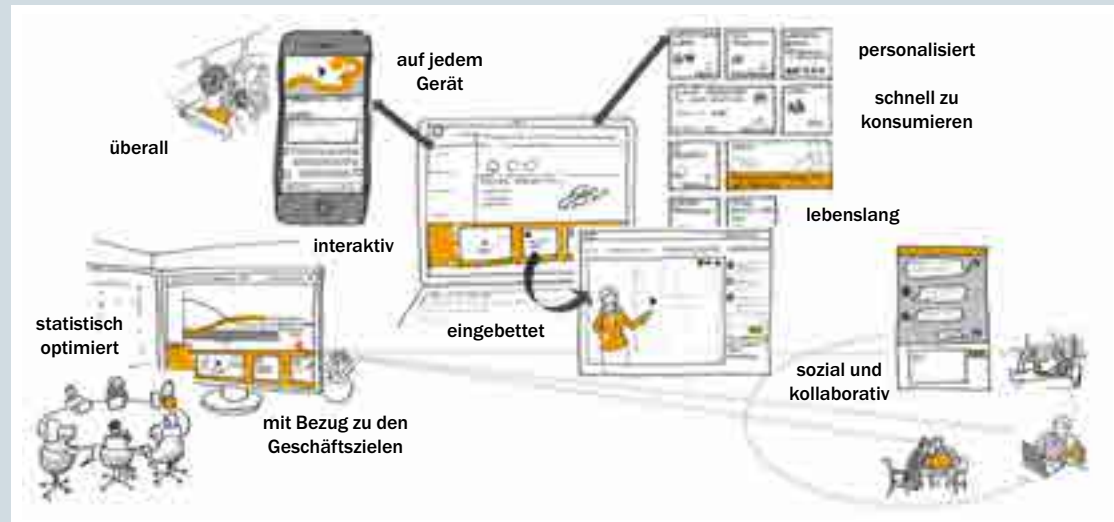 auf jedem
Gerät
personalisiert
schnell zu
konsumieren
überall
lebenslang
interaktiv
statistisch
optimiert
eingebettet
sozial und
kollaborativ
mit Bezug zu den
Geschäftszielen